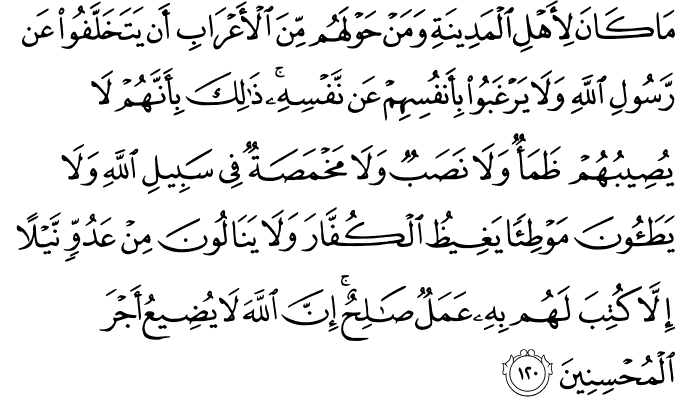 مَا كَانَ لِأَهْلِ ٱلْمَدِينَةِ وَمَنْ حَوْلَهُم مِّنَ ٱلْأَعْرَابِ أَن يَتَخَلَّفُوا۟ عَن
رَّسُولِ ٱللَّهِ وَلَا يَرْغَبُوا۟ بِأَنفُسِهِمْ عَن نَّفْسِهِۦ ۚ ذَٰلِكَ بِأَنَّهُمْ لَا
يُصِيبُهُمْ ظَمَأٌ وَلَا نَصَبٌ وَلَا مَخْمَصَةٌ فِى سَبِيلِ ٱللَّهِ وَلَا
يَطَـُٔونَ مَوْطِئًا يَغِيظُ ٱلْكُفَّارَ وَلَا يَنَالُونَ مِنْ عَدُوٍّ نَّيْلًا
إِلَّا كُتِبَ لَهُم بِهِۦ عَمَلٌ صَـٰلِحٌ ۚ إِنَّ ٱللَّهَ لَا يُضِيعُ أَجْرَ
ٱلْمُحْسِنِينَ ١٢٠